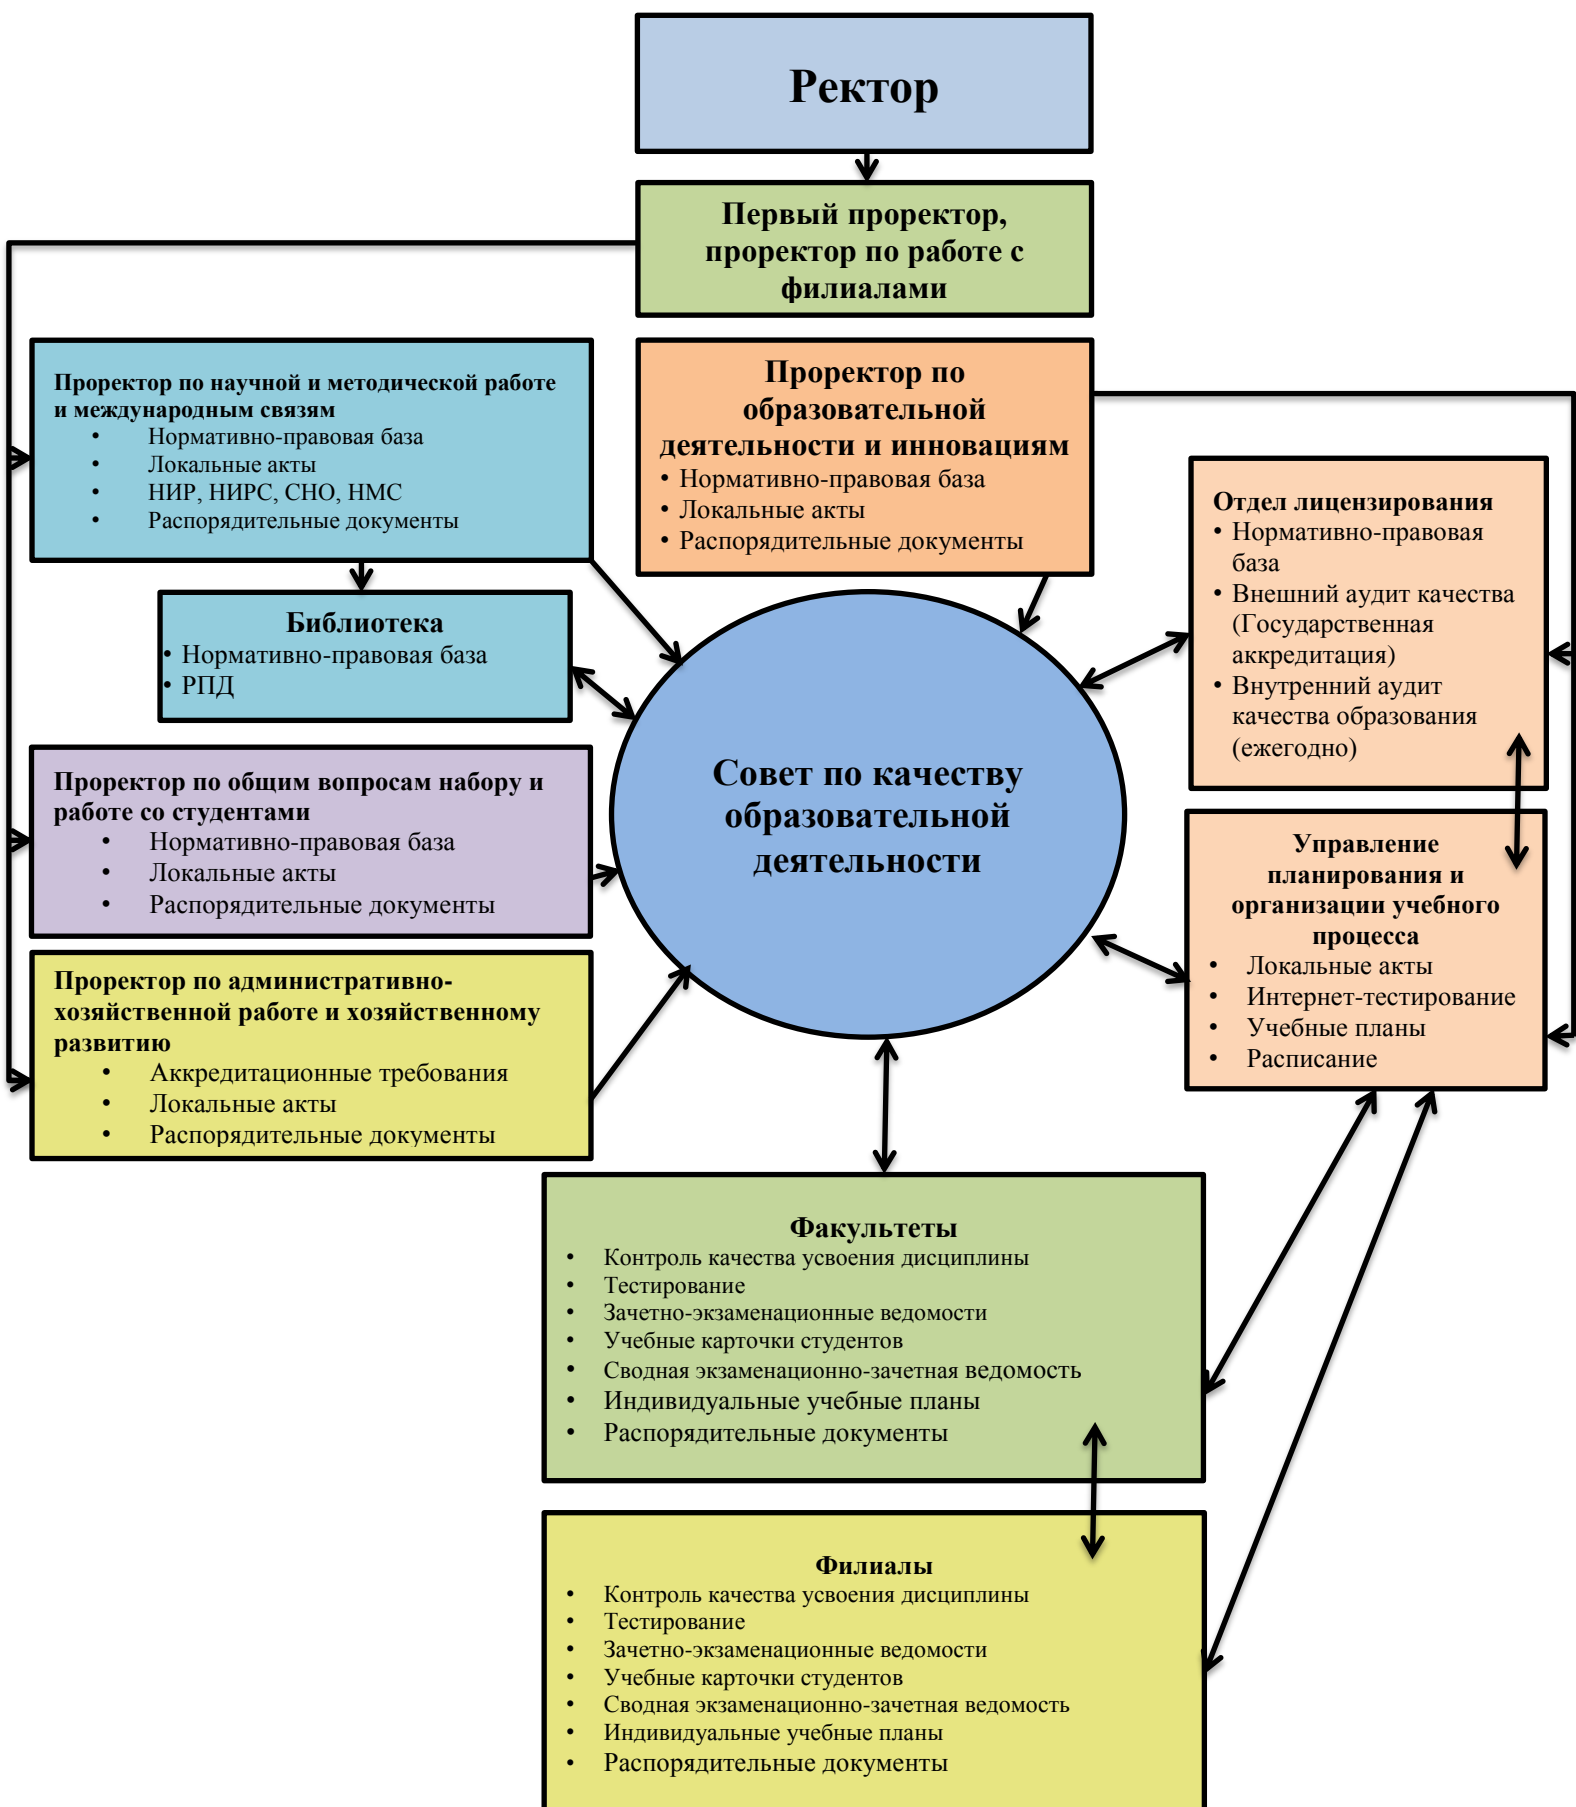 Ректор
Первый проректор,
проректор по работе с
филиалами
Проректор по научной и методической работе
и международным связям
• Нормативно-правовая база
• Локальные акты
• НИР, НИРС, СНО, НМС
• Распорядительные документы
Проректор по
образовательной
деятельности и инновациям
• Нормативно-правовая база
• Локальные акты
• Распорядительные документы
Отдел лицензирования
• Нормативно-правовая
база
• Внешний аудит качества
(Государственная
аккредитация)
• Внутренний аудит
качества образования
(ежегодно)
Библиотека
• Нормативно-правовая база
• РПД
Проректор по общим вопросам набору и
работе со студентами
• Нормативно-правовая база
• Локальные акты
• Распорядительные документы
Совет по качеству
образовательной
деятельности
Управление
планирования и
организации учебного
процесса
• Локальные акты
• Интернет-тестирование
• Учебные планы
• Расписание
Проректор по административно-
хозяйственной работе и хозяйственному
развитию
• Аккредитационные требования
• Локальные акты
• Распорядительные документы
Факультеты
• Контроль качества усвоения дисциплины
• Тестирование
• Зачетно-экзаменационные ведомости
• Учебные карточки студентов
• Сводная экзаменационно-зачетная ведомость
• Индивидуальные учебные планы
• Распорядительные документы
Филиалы
• Контроль качества усвоения дисциплины
• Тестирование
• Зачетно-экзаменационные ведомости
• Учебные карточки студентов
• Сводная экзаменационно-зачетная ведомость
• Индивидуальные учебные планы
• Распорядительные документы